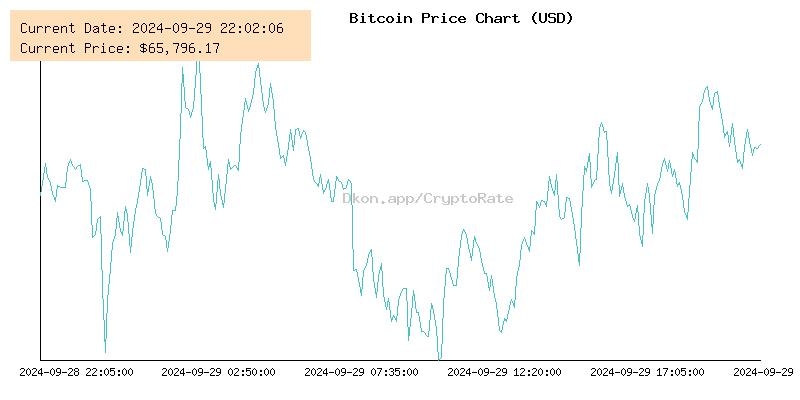 Bitcoin Price Chart (USD)
Current Date: 2024-09-29 22:02:06
Current Price: $65,796.17
Dkon.app/CryptoRate
2024-09-28 22:05:00 2024-09-29 02:50:00 2024-09-29 07:35:00 2024-09-29 12:20:00 2024-09-29 17:05:00 2024-09-29